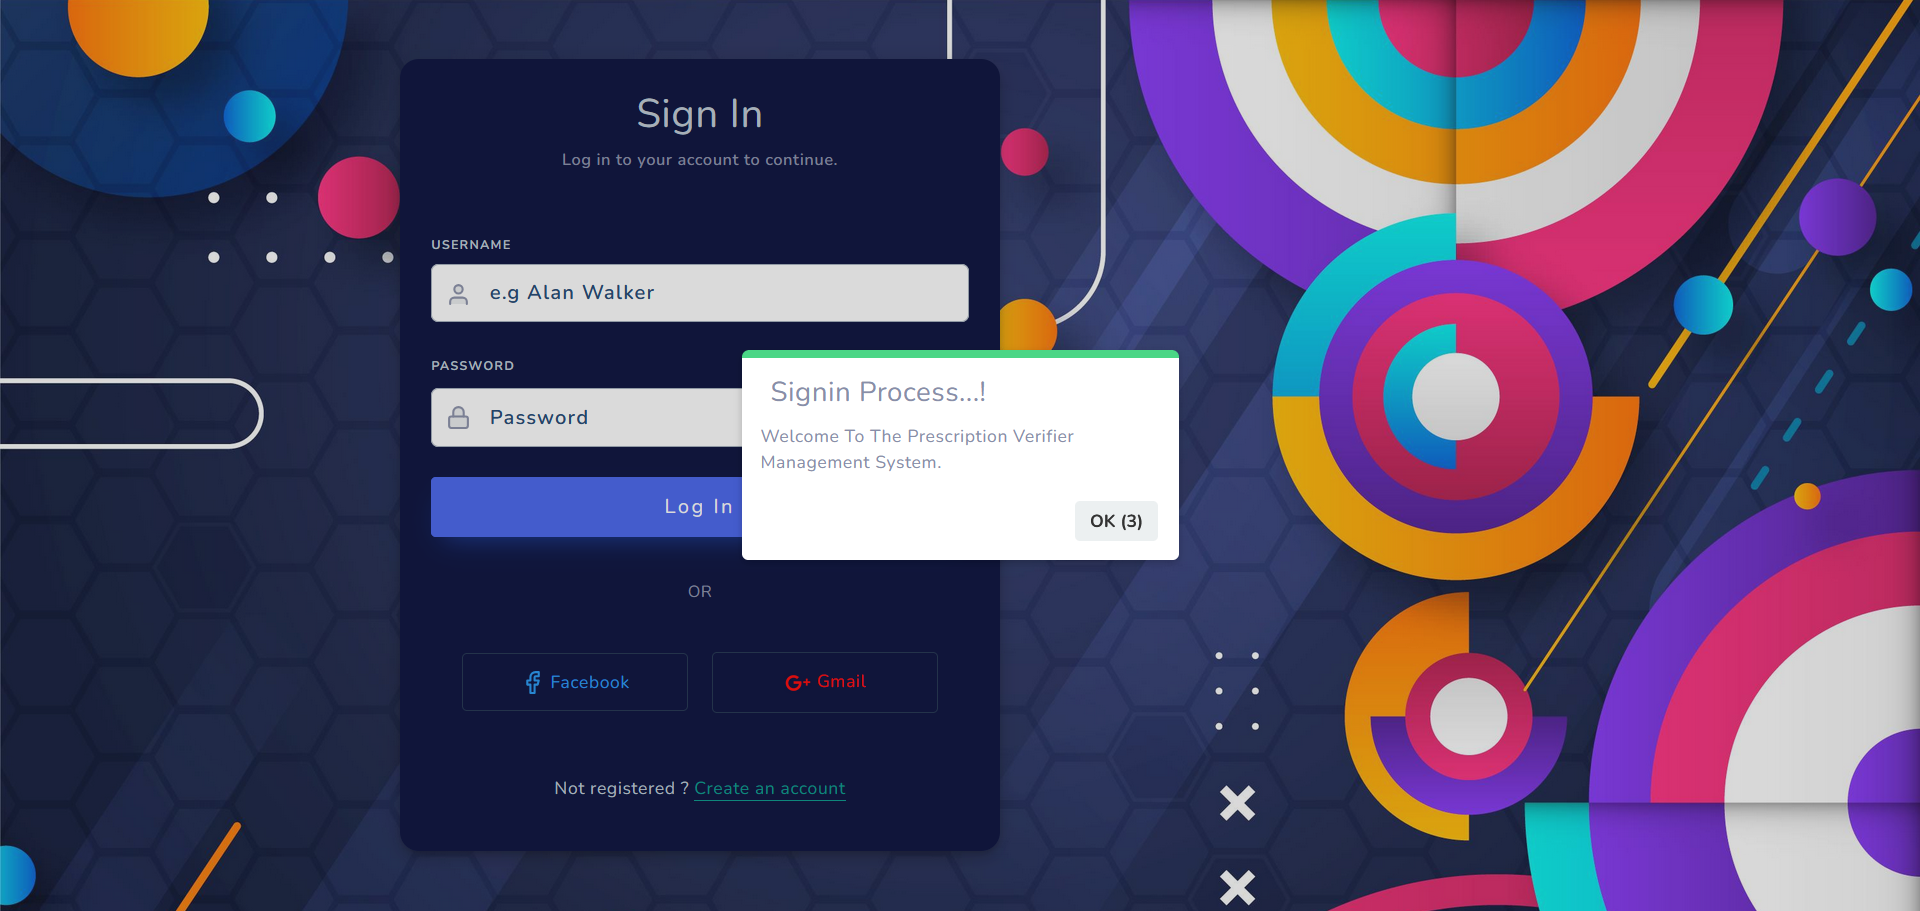 Sign In
Log in to your account to continue.
USERNAME
e.g Alan Walker
PASSWORD
Password
Log In
Signin Process...!
Welcome To The Prescription Verifier
Management System.
OK (3)
OR
Facebook
G+ Gmail
Not registered ? Create an account